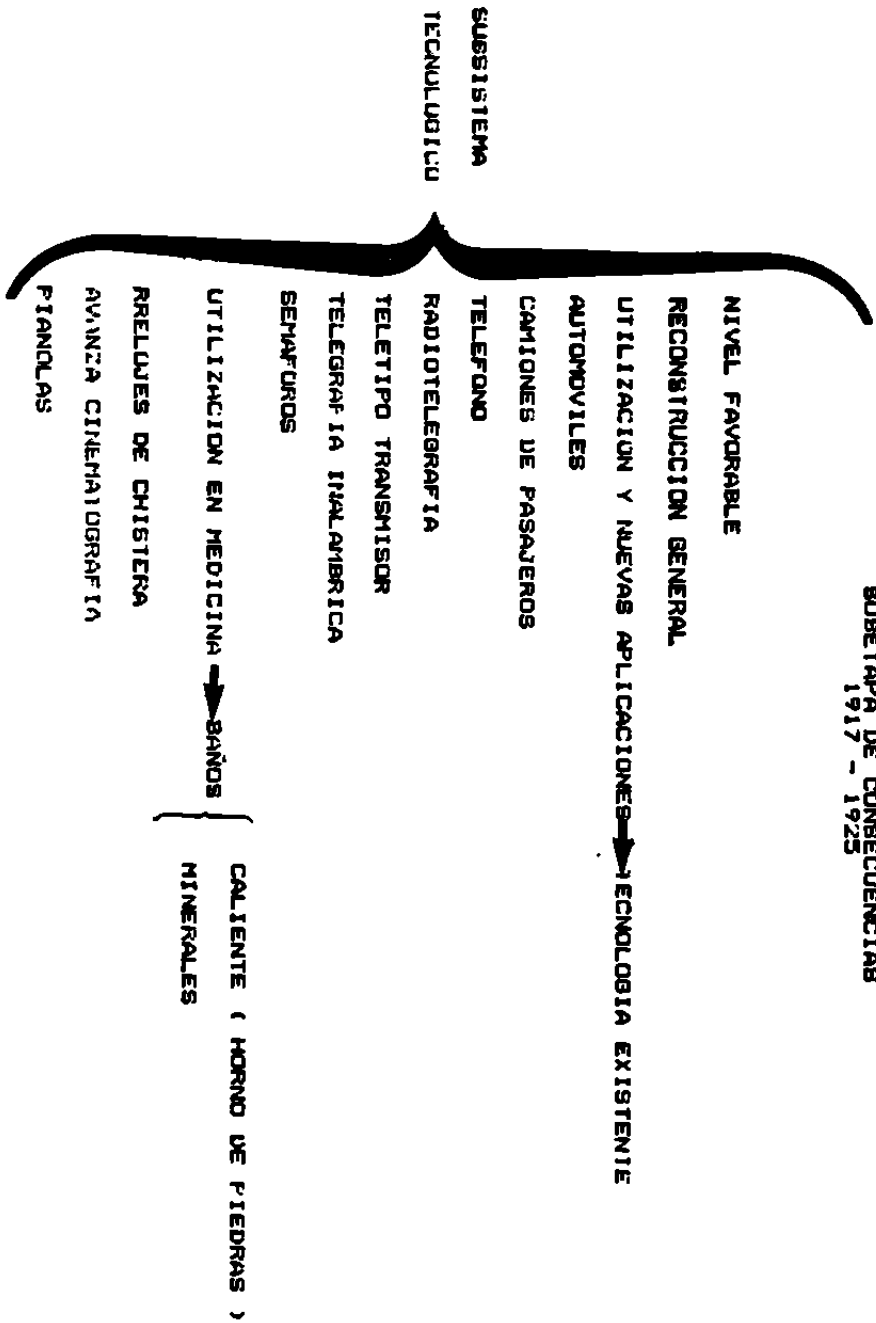 SUBETAPA DE CONSECUENCIAS
1917 - 1925
SUBSISTEMA
TECNOLOGICO
NIVEL FAVORABLE
RECONSTRUCCION GENERAL
UTILIZACION Y NUEVAS APLICACIONES TECNOLOGIA EXISTENTE
AUTOMOVILES
CAMIONES DE PASAJEROS
TELEFONO
RADIOTELEGRAFIA
TELETIPO TRANSMISOR
TELEGRAFIA INALAMBRICA
SEMAFOROS
UTILIZACION EN MEDICINA BAÑOS
CALIENTE ( HORNO DE PIEDRAS )
MINERALES
RRELOJES DE CHISTERA
AVANZA CINEMATOGRAFIA
PIANOLAS